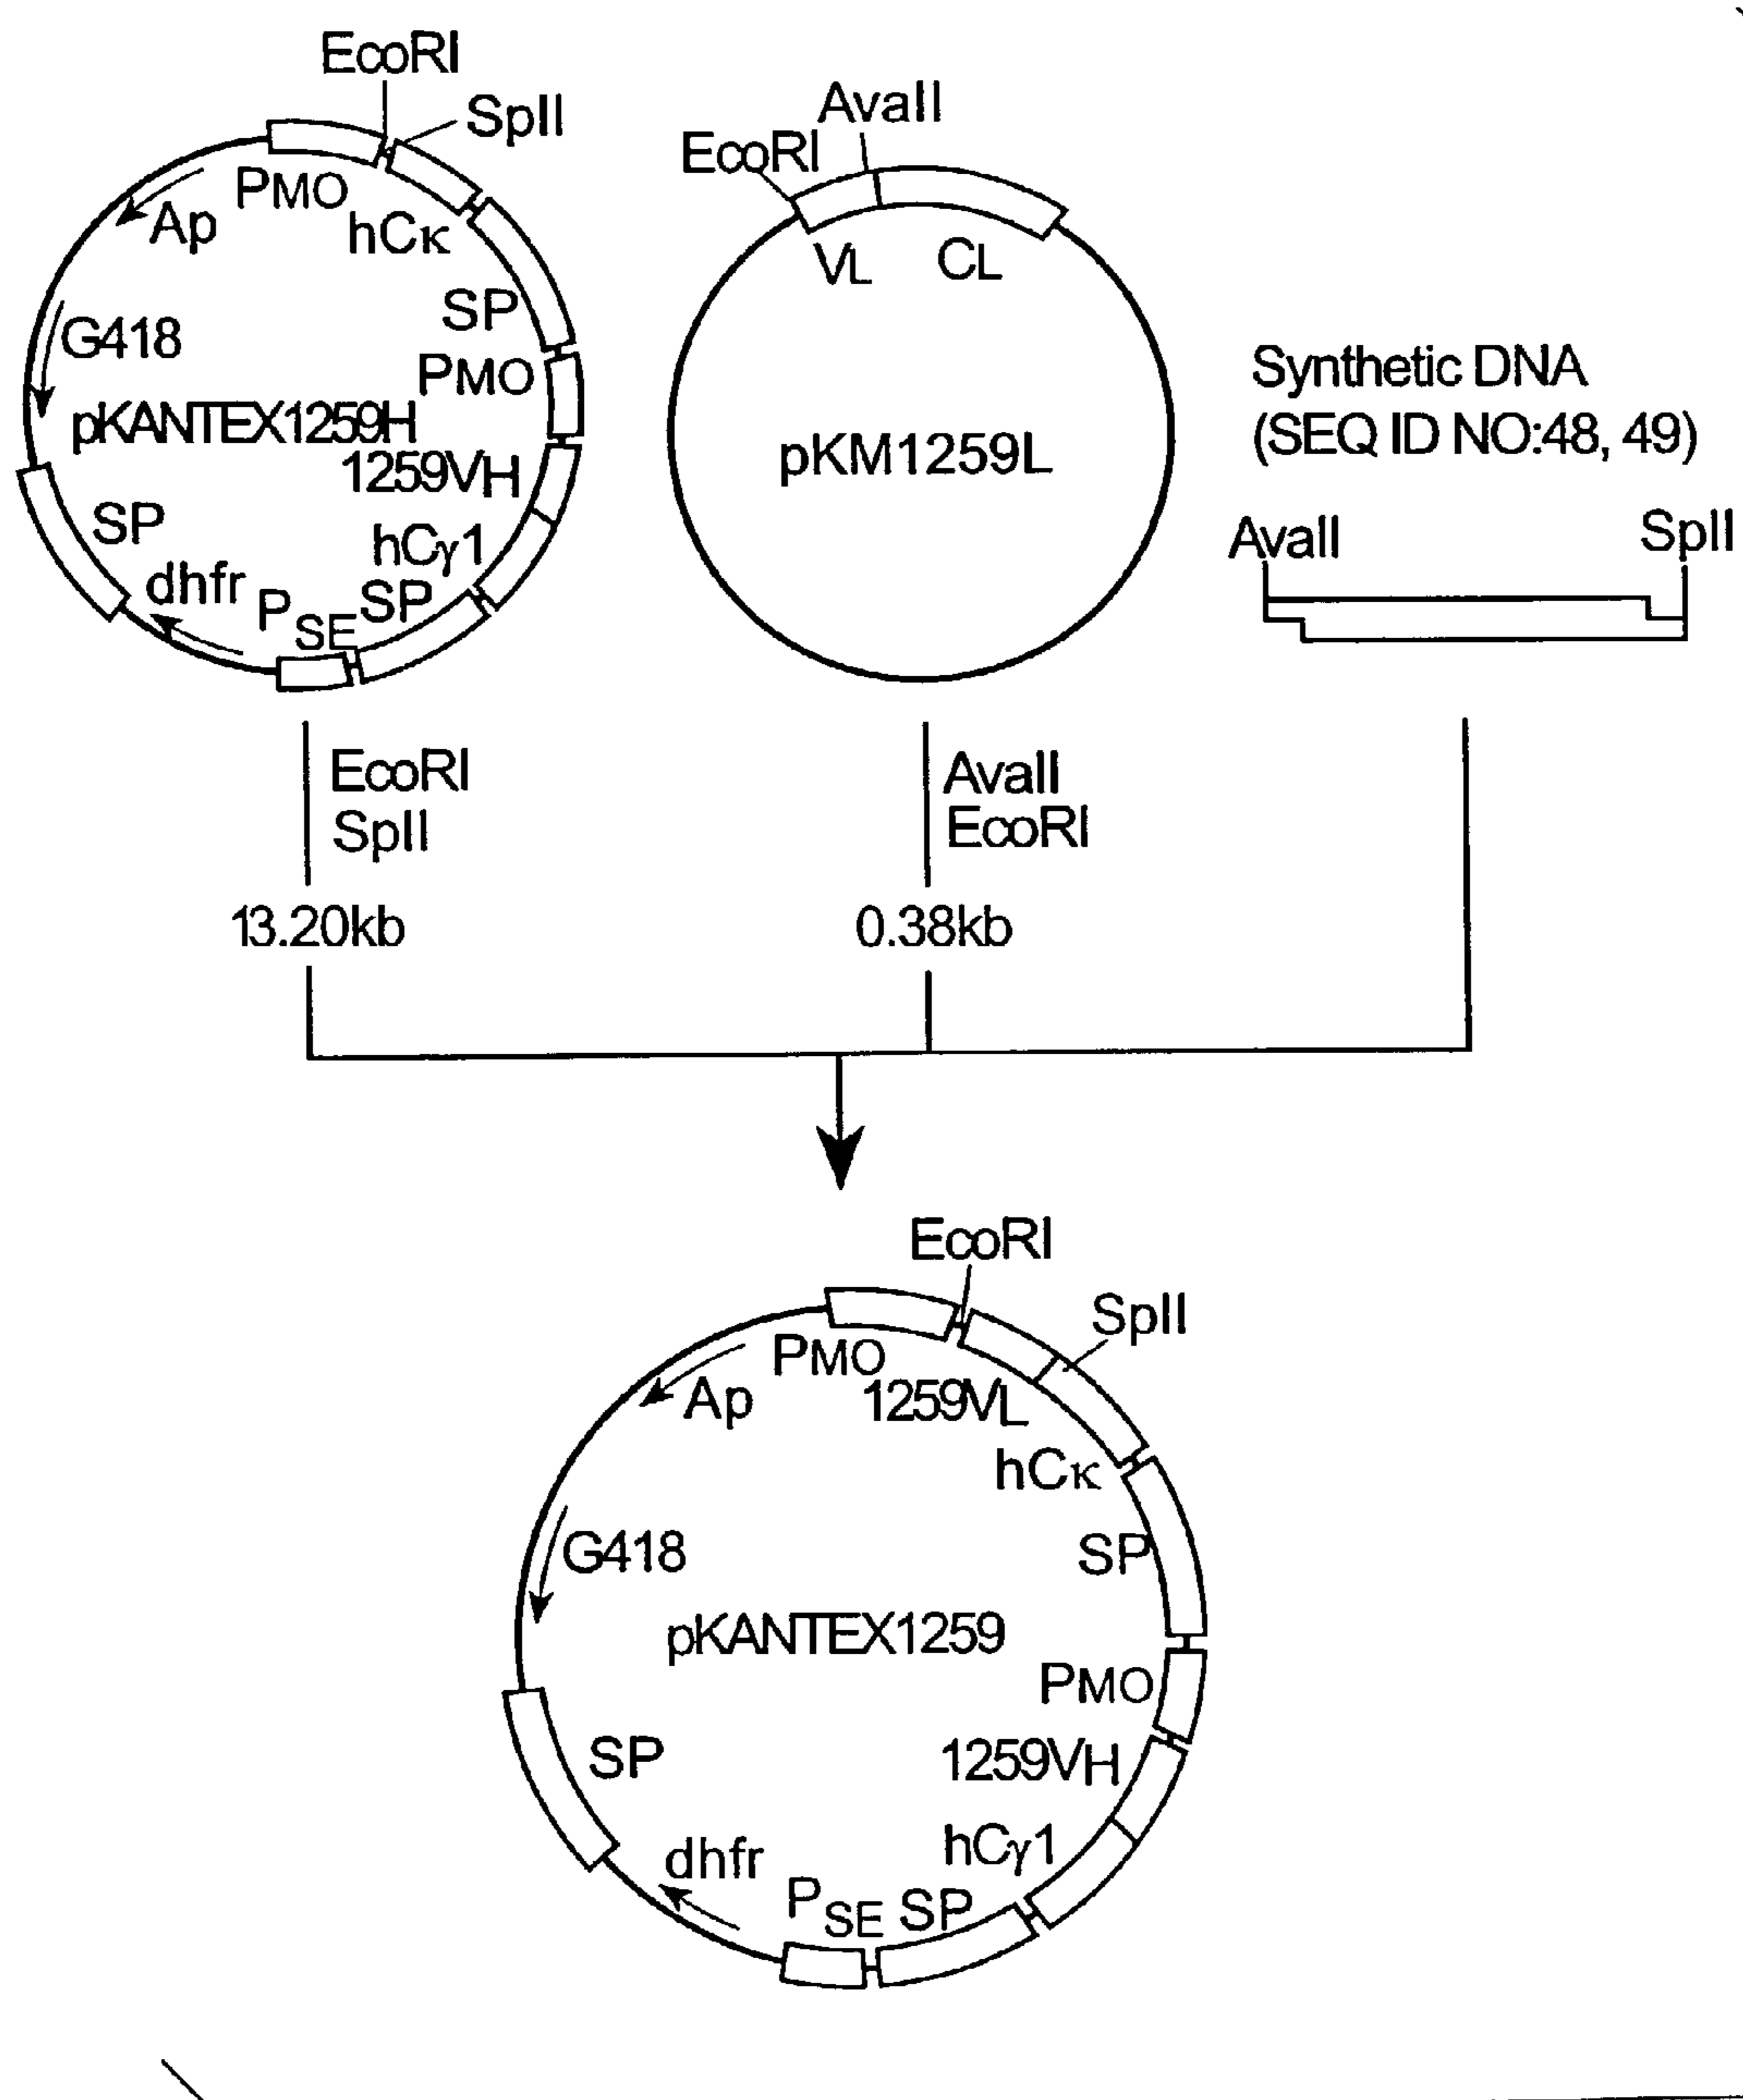 EcoRI
SplI
PMO
Ap
hCκ
SP
G418
PMO
pKANTEX1259H
1259VH
SP
hCγ1
dhfr
PSE
SP
AvaII
EcoRI
VL
CL
pKM1259L
Synthetic DNA
(SEQ ID NO:48, 49)
AvaII
SplI
EcoRI
SplI
13.20kb
AvaII
EcoRI
0.38kb
EcoRI
SplI
PMO
1259VL
Ap
hCκ
SP
G418
pKANTEX1259
PMO
1259VH
SP
hCγ1
dhfr
PSE
SP